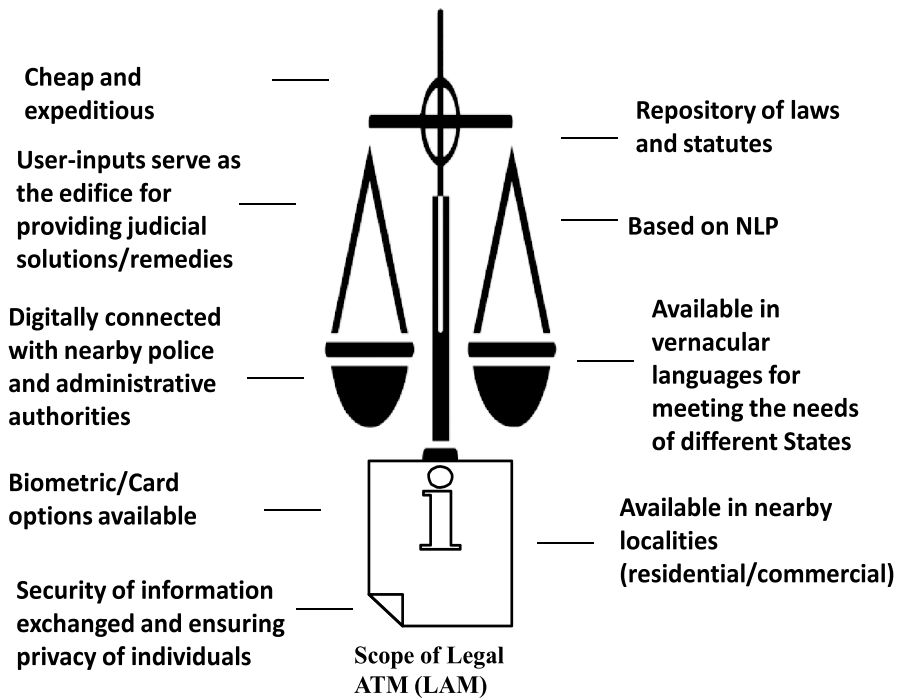 Cheap and
expeditious
User-inputs serve as
the edifice for
providing judicial
solutions/remedies
Digitally connected
with nearby police
and administrative
authorities
Biometric/Card
options available
Security of information
exchanged and ensuring
privacy of individuals
Repository of laws
and statutes
Based on NLP
Available in
vernacular
languages for
meeting the needs
of different States
Available in nearby
localities
(residential/commercial)
i
Scope of Legal
ATM (LAM)